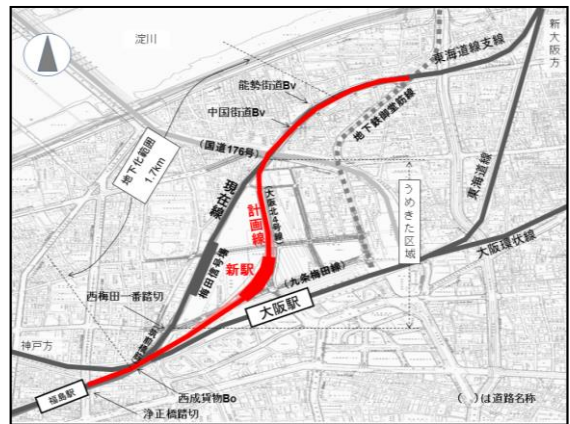 淀川
新大阪方
東海道線支線
能勢街道Bv
中国街道Bv
地下鉄御堂筋線
(国道176号)
地下化範囲
1.7km
現在線
計画線
(大阪北4号線)
うめきた区域
東海道線
大阪環状線
梅田信号場
新駅
(九条梅田線)
大阪駅
西梅田一番踏切
神戸方
福島駅
西成貨物Bo
浄正橋踏切
( )は道路名称